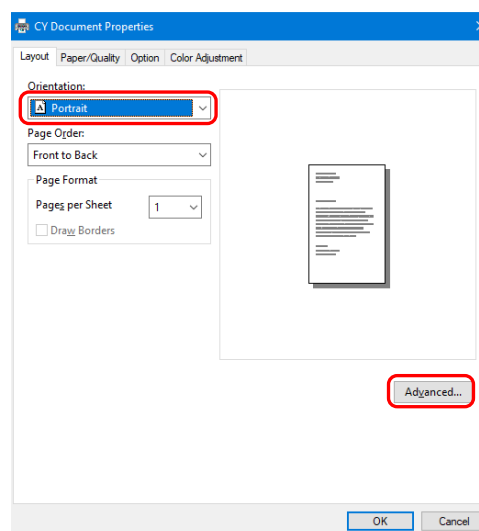 CY Document Properties
Layout Paper/Quality Option Color Adjustment
Orientation:
A Portrait
Page Order:
Front to Back
Page Format
Pages per Sheet 1
Draw Borders
Advanced...
OK Cancel